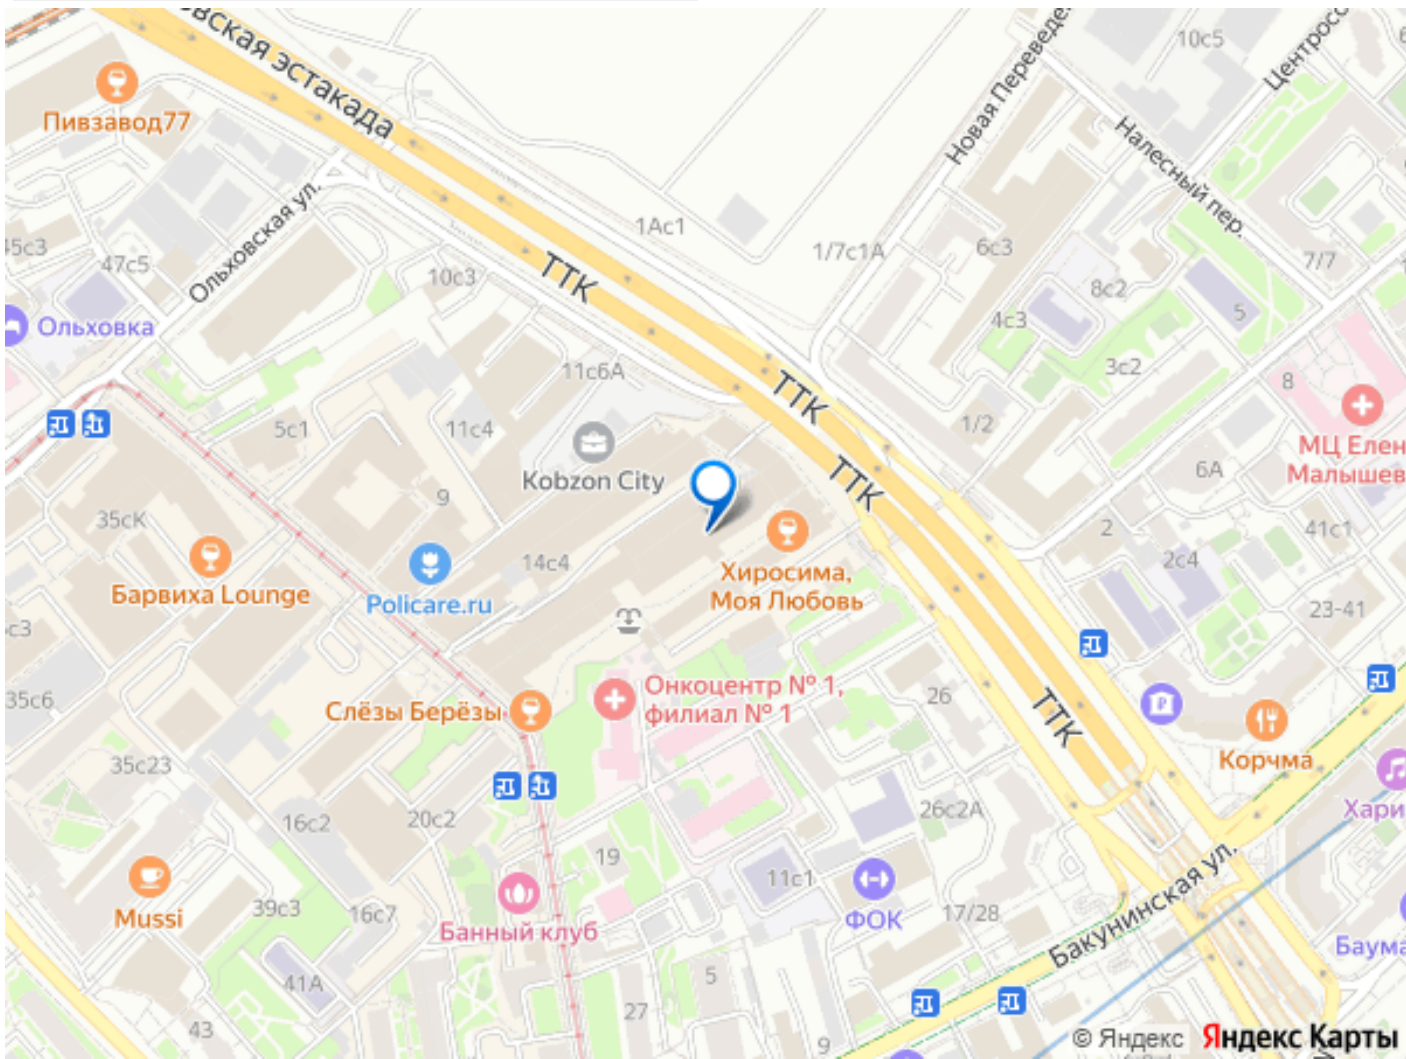 вская эстакада
Новая Переведе
10с5
Центросс
Пивзавод77
Налесный пер.
Ольховская ул.
1Ас1
1/7с1А
6с3
7/7
45с3
47с5
10с3
ТТК
8с2
5
4с3
Ольховка
3с2
8
11с6А
ТТК
1/2
МЦ Елен
Малышев
5с1
11с4
Kobzon City
ТТК
6А
9
35сК
41с1
2
2с4
14с4
Хиросима,
Моя Любовь
Барвиха Lounge
Policare.ru
23-41
с3
35с6
Онкоцентр № 1,
филиал № 1
26
Слёзы Берёзы
ТТК
Корчма
35с23
16с2
20с2
26с2А
Хари
19
11с1
Mussi
39с3
16с7
Банный клуб
ФОК
17/28
Бакунинская ул.
Баума
41А
5
27
43
9
© Яндекс Яндекс Карты